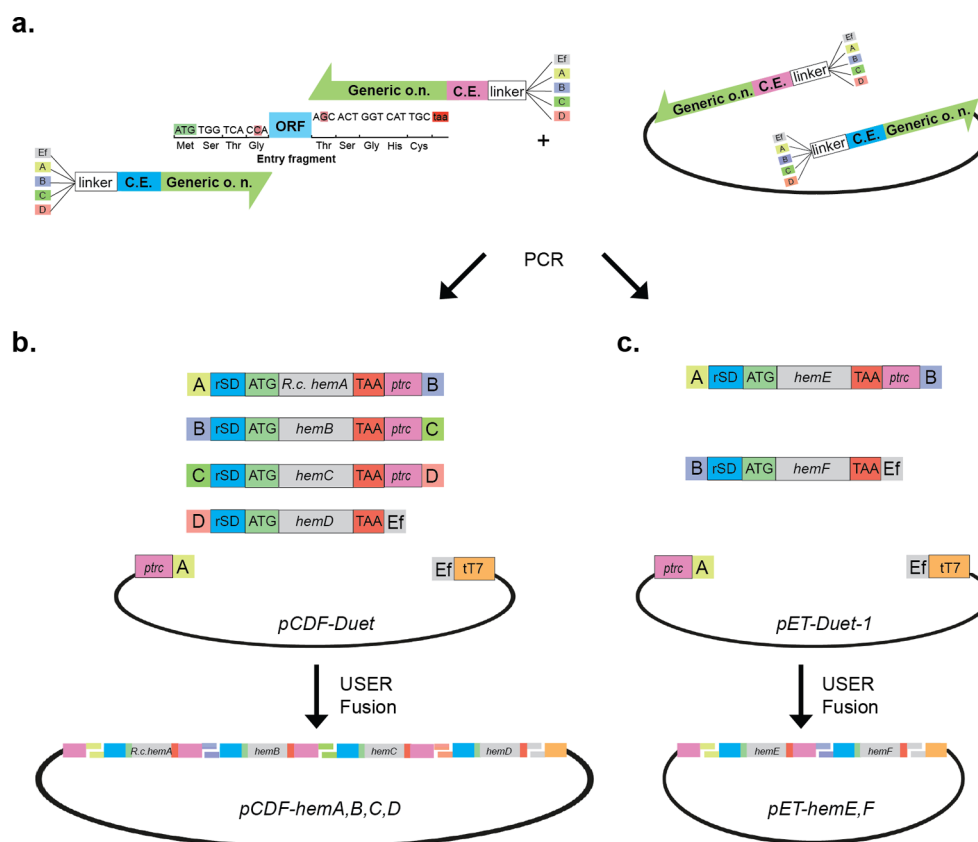 a.
Ef
A
B
C
D
Generic o.n.
C.E.
linker
ATG TGG TCA CCA
ORF
AGCACT GGT CAT TGC taa
Met Ser Thr Gly
Thr Ser Gly His Cys
Entry fragment
+
Ef
A
B
C
D
linker
C.E.
Generic o. n.
Ef
A
B
C
D
Generic o.n.
C.E.
linker
Ef
A
B
C
D
linker
C.E.
Generic o.n.
PCR
b.
A rSD ATG R.c. hemA TAA ptrc B
B rSD ATG hemB TAA ptrc C
C rSD ATG hemC TAA ptrc D
D rSD ATG hemD TAA Ef
ptrc A
Ef tT7
pCDF-Duet
USER
Fusion
R.c.hemA hemB hemC hemD
pCDF-hemA,B,C,D
c.
A rSD ATG hemE TAA ptrc B
B rSD ATG hemF TAA Ef
ptrc A
Ef tT7
pET-Duet-1
USER
Fusion
hemE hemF
pET-hemE,F